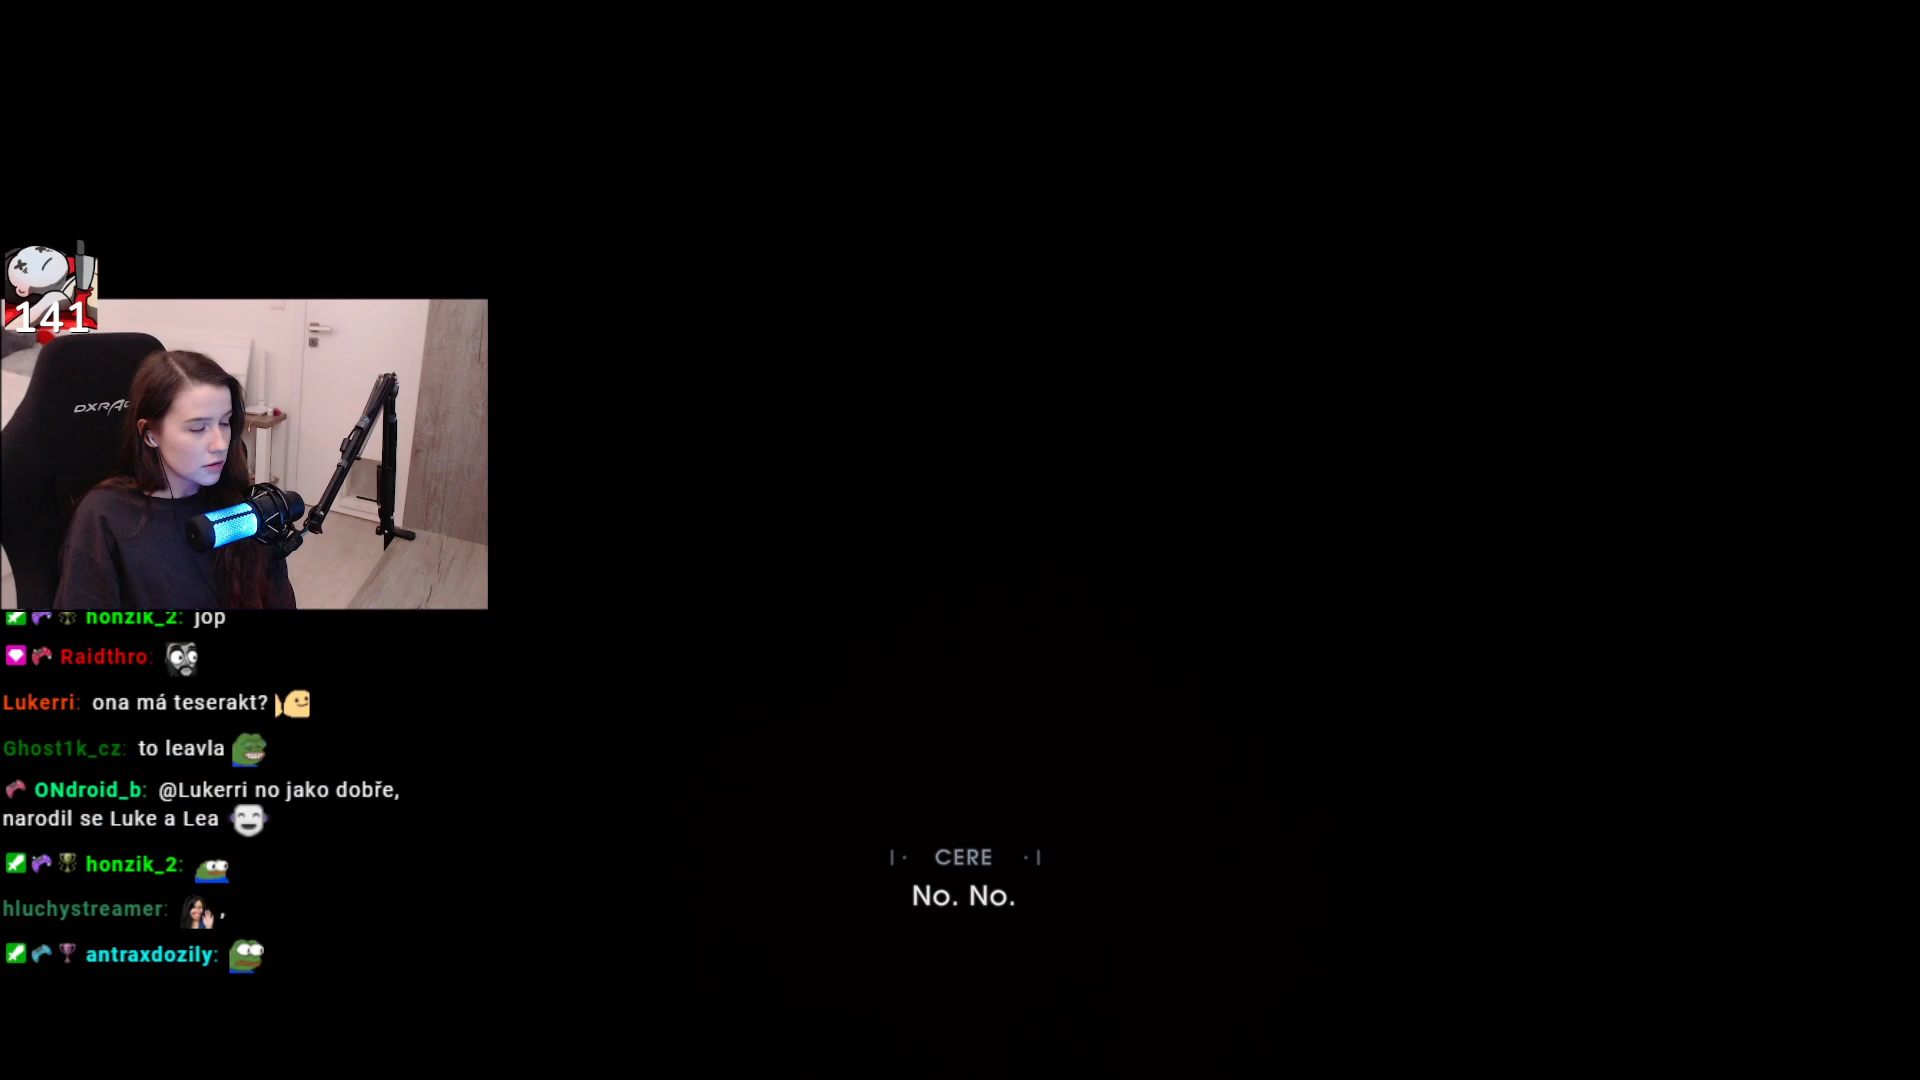 141
DXRA
honzik_2: jop
Raidthro:
Lukerri: ona má teserakt?
Ghost1k_cz: to leavla
ONdroid_b: @Lukerri no jako dobře,
narodil se Luke a Lea
honzik_2:
hluchystreamer: ,
antraxdozily:
CERE
No. No.